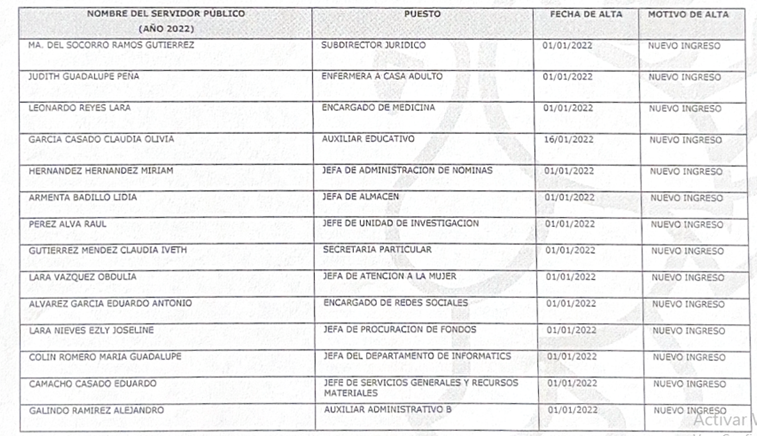 NOMBRE DEL SERVIDOR PÚBLICO (AÑO 2022) PUESTO FECHA DE ALTA MOTIVO DE ALTA
MA. DEL SOCORRO RAMOS GUTIERREZ SUBDIRECTOR JURIDICO 01/01/2022 NUEVO INGRESO
JUDITH GUADALUPE PEÑA ENFERMERA A CASA ADULTO 01/01/2022 NUEVO INGRESO
LEONARDO REYES LARA ENCARGADO DE MEDICINA 01/01/2022 NUEVO INGRESO
GARCIA CASADO CLAUDIA OLIVIA AUXILIAR EDUCATIVO 16/01/2022 NUEVO INGRESO
HERNANDEZ HERNANDEZ MIRIAM JEFA DE ADMINISTRACION DE NOMINAS 01/01/2022 NUEVO INGRESO
ARMENTA BADILLO LIDIA JEFA DE ALMACEN 01/01/2022 NUEVO INGRESO
PEREZ ALVA RAUL JEFE DE UNIDAD DE INVESTIGACION 01/01/2022 NUEVO INGRESO
GUTIERREZ MENDEZ CLAUDIA IVETH SECRETARIA PARTICULAR 01/01/2022 NUEVO INGRESO
LARA VAZQUEZ OBDULIA JEFA DE ATENCION A LA MUJER 01/01/2022 NUEVO INGRESO
ALVAREZ GARCIA EDUARDO ANTONIO ENCARGADO DE REDES SOCIALES 01/01/2022 NUEVO INGRESO
LARA NIEVES EZLY JOSELINE JEFA DE PROCURACION DE FONDOS 01/01/2022 NUEVO INGRESO
COLIN ROMERO MARIA GUADALUPE JEFA DEL DEPARTAMENTO DE INFORMATICS 01/01/2022 NUEVO INGRESO
CAMACHO CASADO EDUARDO JEFE DE SERVICIOS GENERALES Y RECURSOS MATERIALES 01/01/2022 NUEVO INGRESO
GALINDO RAMIREZ ALEJANDRO AUXILIAR ADMINISTRATIVO B 01/01/2022 NUEVO INGRESO
Activar